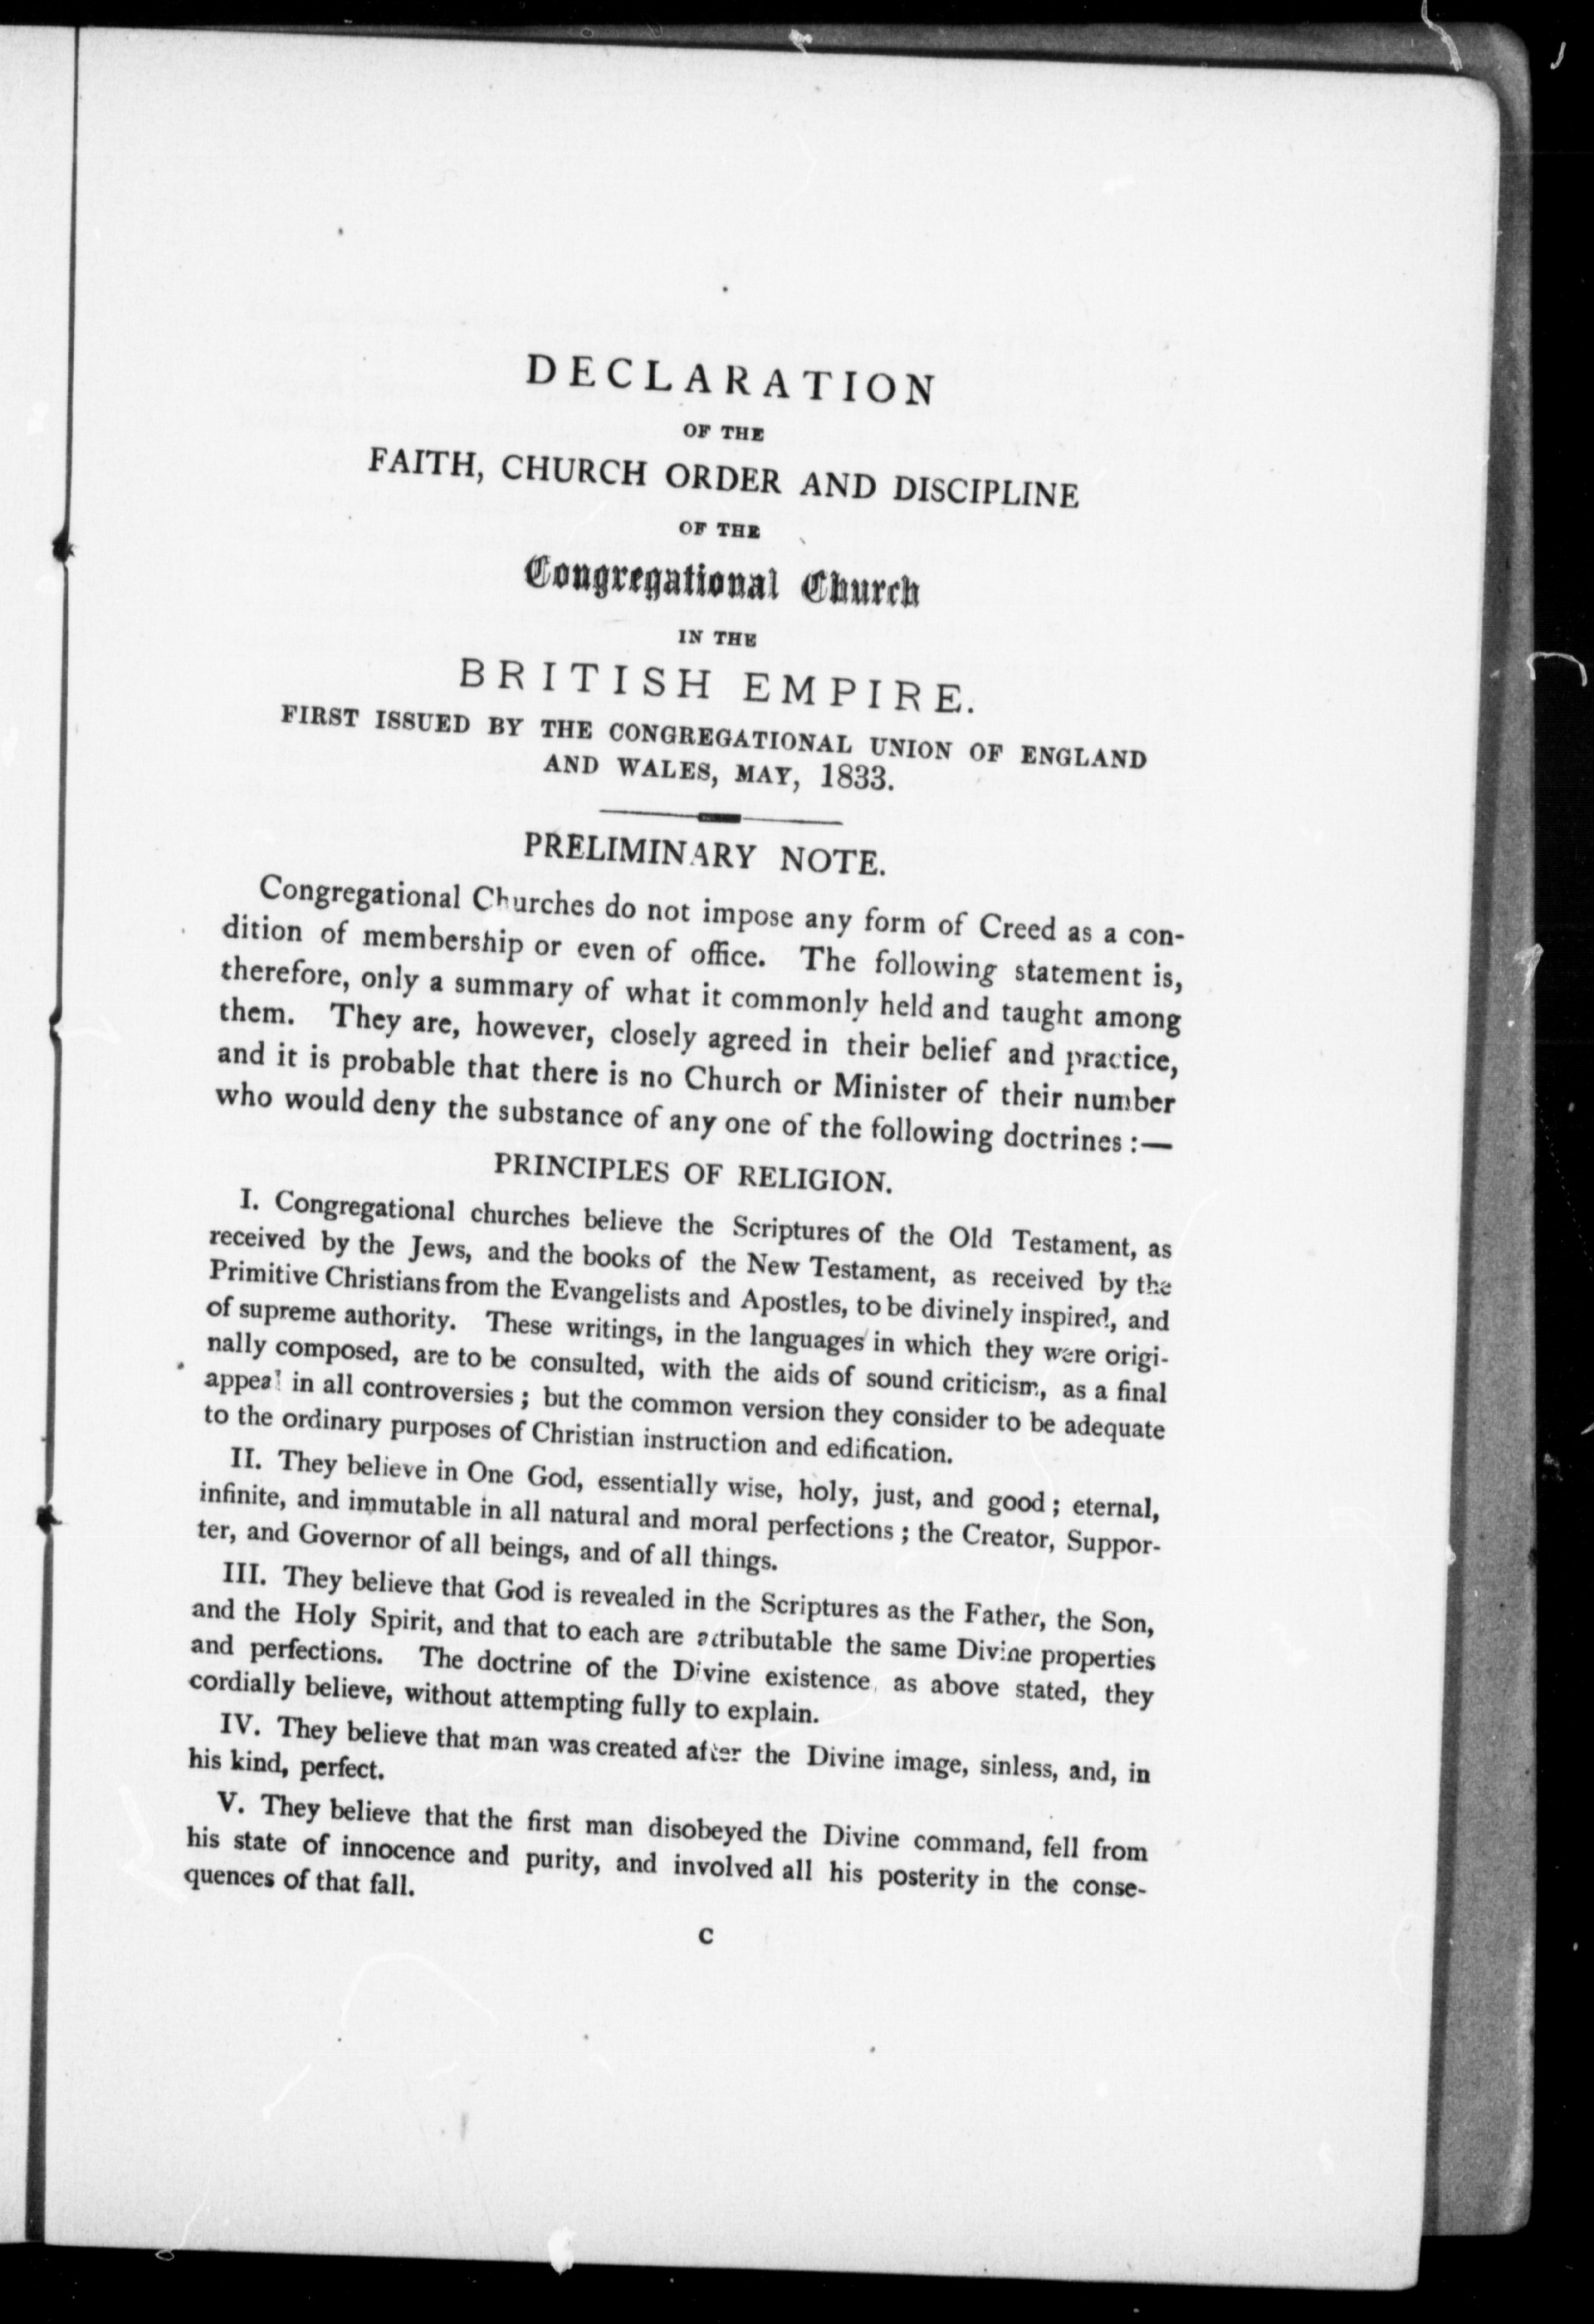 DECLARATION
OF THE
FAITH, CHURCH ORDER AND DISCIPLINE
OF THE
Congregational Church
IN THE
BRITISH EMPIRE.
FIRST ISSUED BY THE CONGREGATIONAL UNION OF ENGLAND
AND WALES, MAY, 1833.
PRELIMINARY NOTE.
Congregational Churches do not impose any form of Creed as a con-
dition of membership or even of office. The following statement is,
therefore, only a summary of what it commonly held and taught among
them. They are, however, closely agreed in their belief and practice,
and it is probable that there is no Church or Minister of their number
who would deny the substance of any one of the following doctrines :—
PRINCIPLES OF RELIGION.
I. Congregational churches believe the Scriptures of the Old Testament, as
received by the Jews, and the books of the New Testament, as received by the
Primitive Christians from the Evangelists and Apostles, to be divinely inspired, and
of supreme authority. These writings, in the languages in which they were origi-
nally composed, are to be consulted, with the aids of sound criticism, as a final
appeal in all controversies ; but the common version they consider to be adequate
to the ordinary purposes of Christian instruction and edification.
II. They believe in One God, essentially wise, holy, just, and good ; eternal,
infinite, and immutable in all natural and moral perfections ; the Creator, Suppor-
ter, and Governor of all beings, and of all things.
III. They believe that God is revealed in the Scriptures as the Father, the Son,
and the Holy Spirit, and that to each are attributable the same Divine properties
and perfections. The doctrine of the Divine existence, as above stated, they
cordially believe, without attempting fully to explain.
IV. They believe that man was created after the Divine image, sinless, and, in
his kind, perfect.
V. They believe that the first man disobeyed the Divine command, fell from
his state of innocence and purity, and involved all his posterity in the conse-
quences of that fall.
C